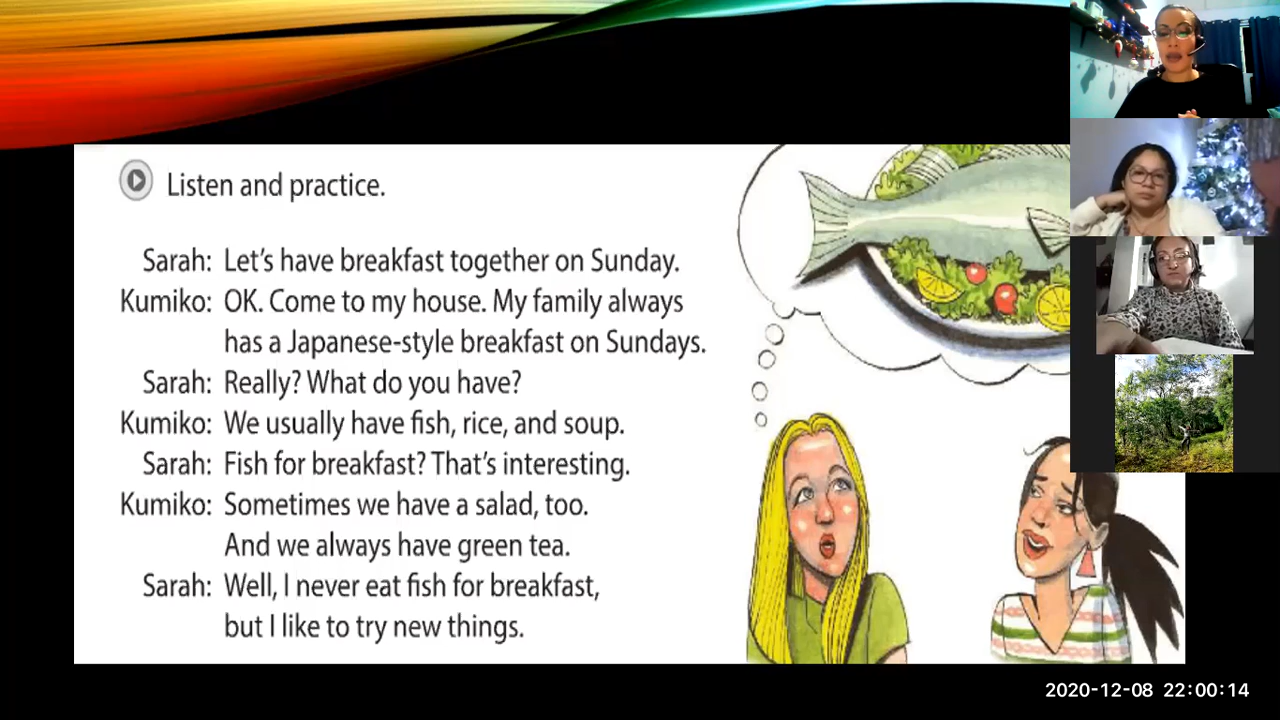 Listen and practice.
Sarah: Let's have breakfast together on Sunday.
Kumiko: OK. Come to my house. My family always
has a Japanese-style breakfast on Sundays.
Sarah: Really? What do you have?
Kumiko: We usually have fish, rice, and soup.
Sarah: Fish for breakfast? That's interesting.
Kumiko: Sometimes we have a salad, too.
And we always have green tea.
Sarah: Well, I never eat fish for breakfast,
but I like to try new things.
2020-12-08 22:00:14